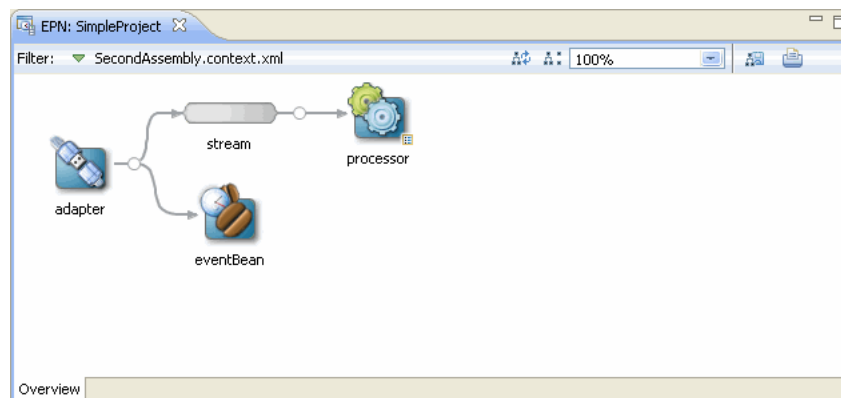 EPN: SimpleProject
Filter: SecondAssembly.context.xml 100%
stream
processor
adapter
eventBean
Overview